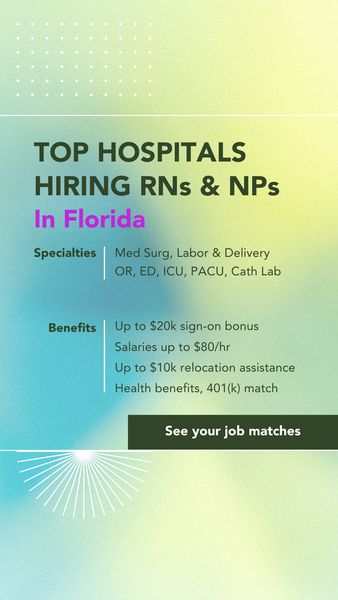 TOP HOSPITALS
HIRING RNs & NPs
In Florida
Specialties
Med Surg, Labor & Delivery
OR, ED, ICU, PACU, Cath Lab
Benefits
Up to $20k sign-on bonus
Salaries up to $80/hr
Up to $10k relocation assistance
Health benefits, 401(k) match
See your job matches